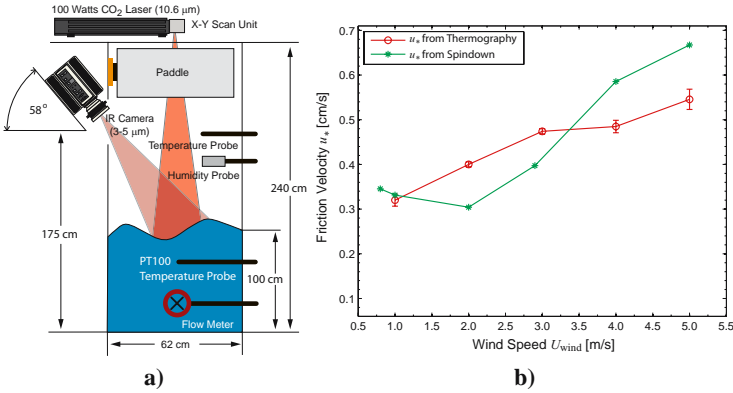 100 Watts CO2 Laser (10.6 μm)
X-Y Scan Unit
Paddle
58°
IR Camera
(3-5 μm)
Temperature Probe
Humidity Probe
240 cm
175 cm
PT100
Temperature Probe
100 cm
Flow Meter
62 cm
a)
0.7
0.6
0.5
0.4
0.3
0.2
0.1
Friction Velocity u* [cm/s]
u* from Thermography
u* from Spindown
0.5 1.0 1.5 2.0 2.5 3.0 3.5 4.0 4.5 5.0 5.5
Wind Speed Uwind [m/s]
b)